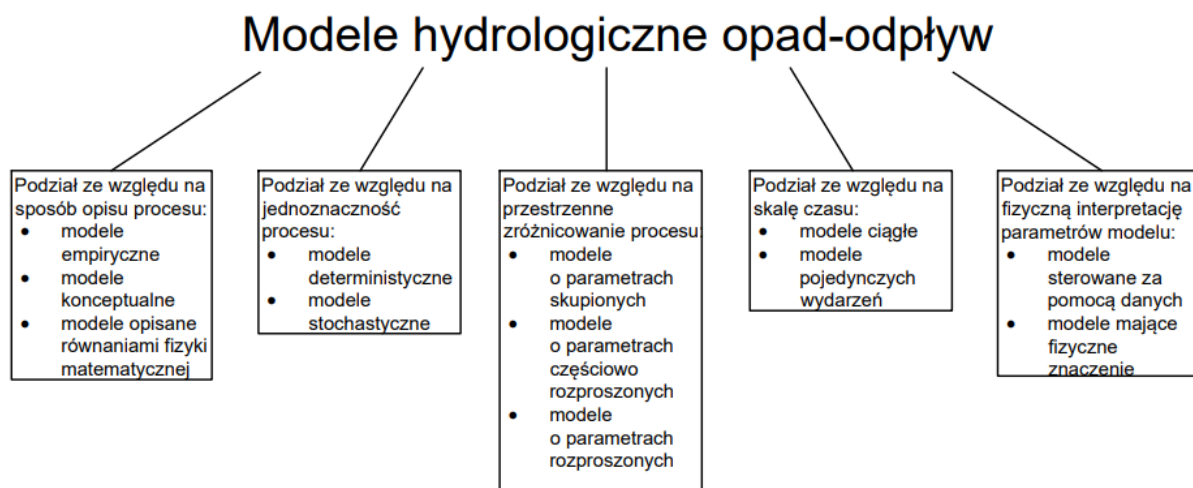 Modele hydrologiczne opad-odpływ
Podział ze względu na
sposób opisu procesu:
• modele
empiryczne
• modele
konceptualne
• modele opisane
równaniami fizyki
matematycznej
Podział ze względu na
jednoznaczność
procesu:
• modele
deterministyczne
• modele
stochastyczne
Podział ze względu na
przestrzenne
zróżnicowanie procesu:
• modele
o parametrach
skupionych
• modele
o parametrach
częściowo
rozproszonych
• modele
o parametrach
rozproszonych
Podział ze względu na
skalę czasu:
• modele ciągłe
• modele
pojedynczych
wydarzeń
Podział ze względu na
fizyczną interpretację
parametrów modelu:
• modele
sterowane za
pomocą danych
• modele mające
fizyczne
znaczenie